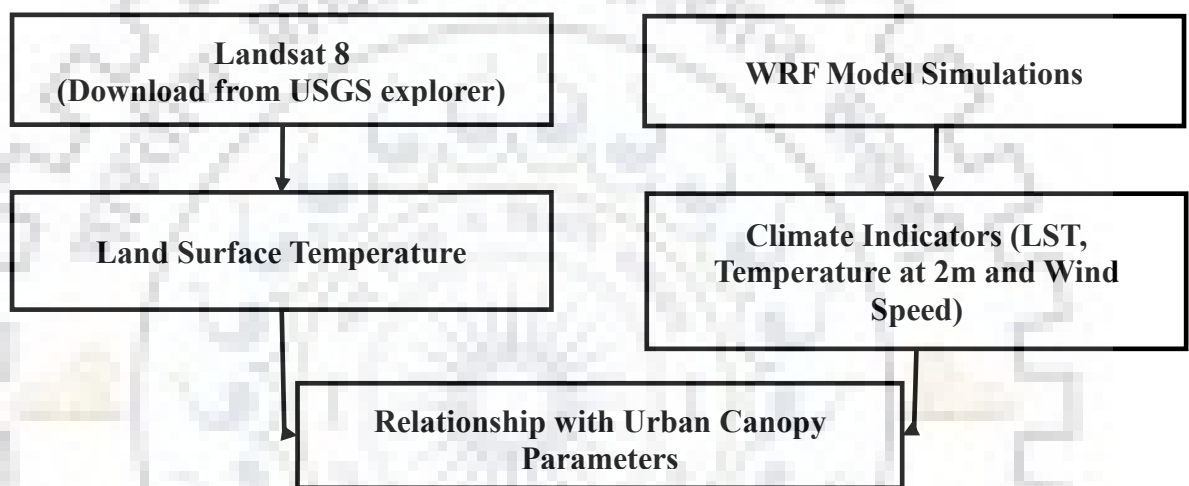 Landsat 8
(Download from USGS explorer)
WRF Model Simulations
Land Surface Temperature
Climate Indicators (LST,
Temperature at 2m and Wind
Speed)
Relationship with Urban Canopy
Parameters